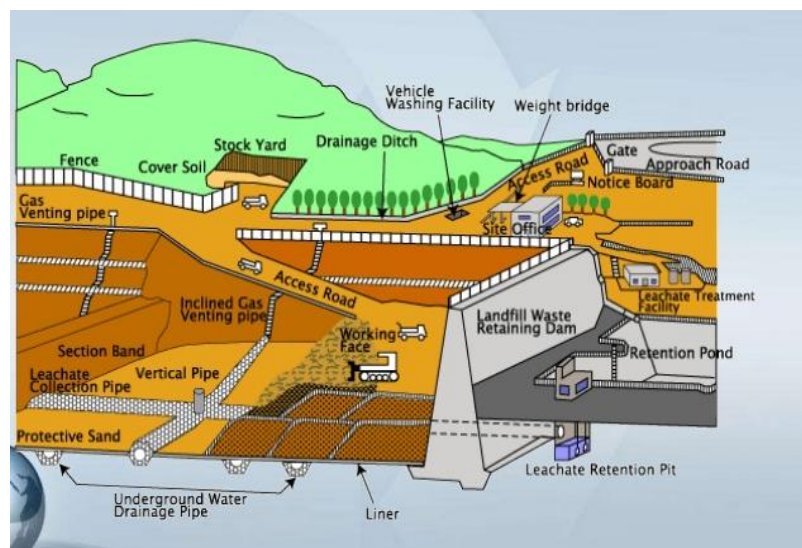 Vehicle
Washing Facility
Weight bridge
Stock Yard
Drainage Ditch
Gate
Fence
Cover Soil
Access Road
Approach Road
Notice Board
Gas
Venting pipe
Site Office
Access Road
Inclined Gas
Venting pipe
Leachate Treatment
Facility
Landfill Waste
Retaining Dam
Working
Face
Section Band
Retention Pond
Leachate
Collection Pipe
Vertical Pipe
Protective Sand
Leachate Retention Pit
Underground Water
Drainage Pipe
Liner